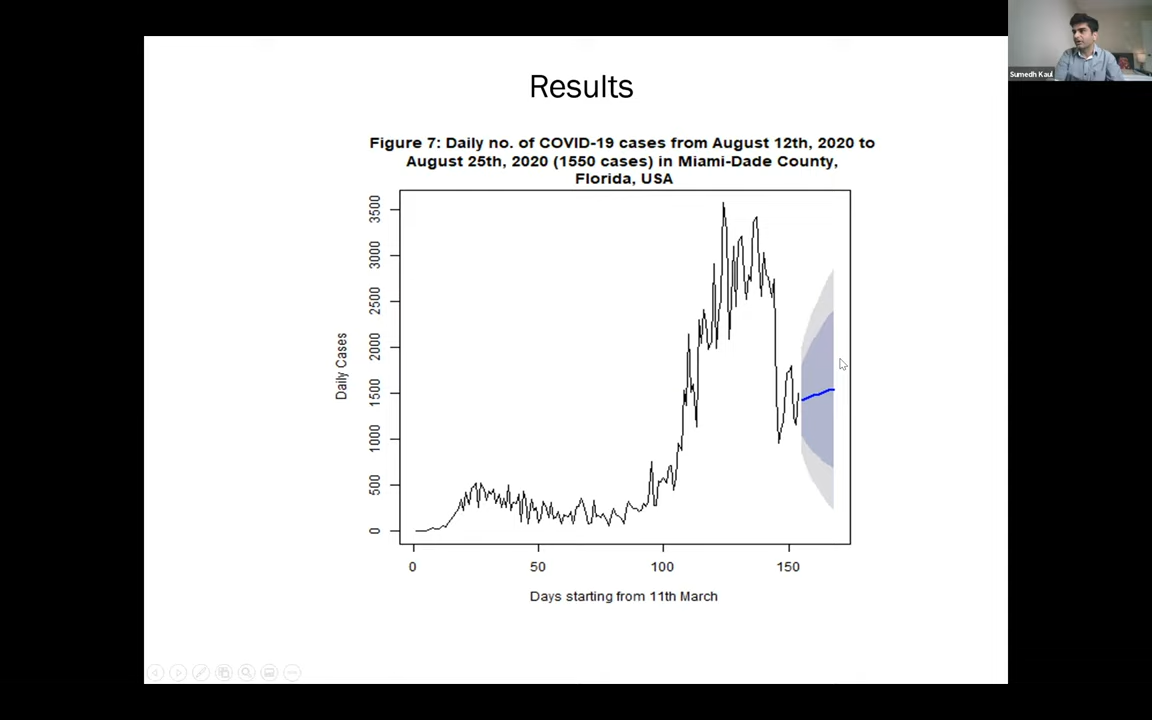 Sumedh Kaul
Results
Figure 7: Daily no. of COVID-19 cases from August 12th, 2020 to
August 25th, 2020 (1550 cases) in Miami-Dade County,
Florida, USA
Daily Cases
3500
3000
2500
2000
1500
1000
500
0
0 50 100 150
Days starting from 11th March